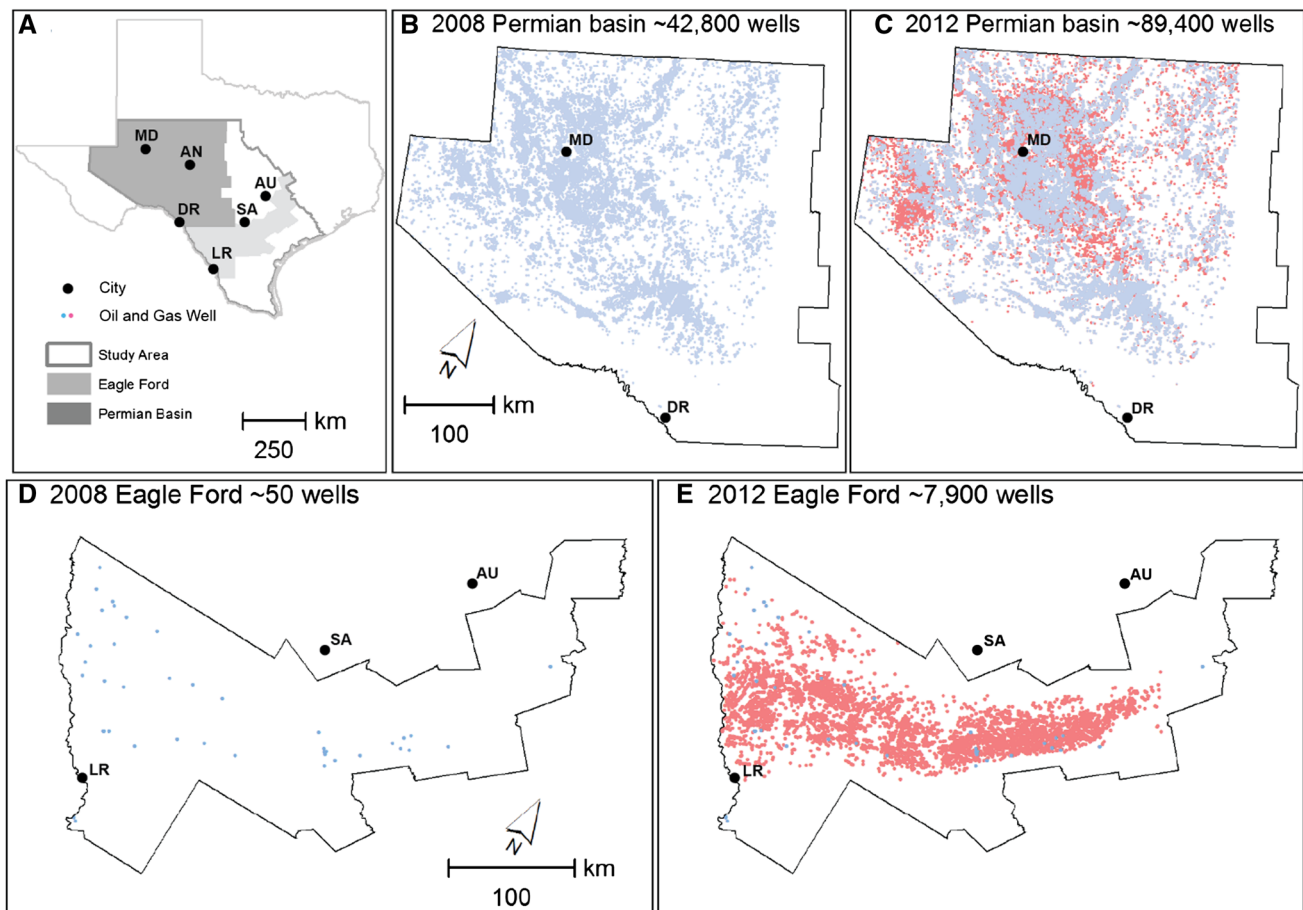 A
MD
AN
AU
DR
SA
LR
City
Oil and Gas Well
Study Area
Eagle Ford
Permian Basin
km
250
B 2008 Permian basin ~42,800 wells
MD
N
km
100
DR
C 2012 Permian basin ~89,400 wells
MD
DR
D 2008 Eagle Ford ~50 wells
AU
SA
LR
N
km
100
E 2012 Eagle Ford ~7,900 wells
AU
SA
LR